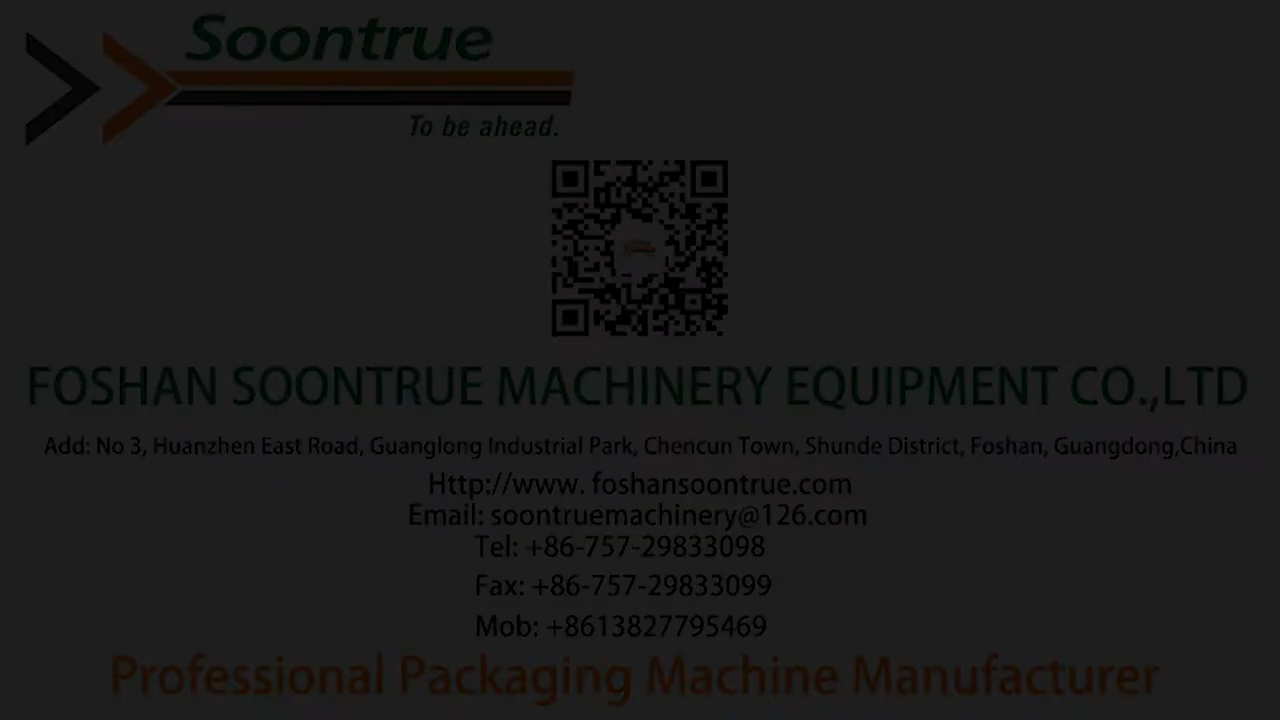 Soontrue
To be ahead.
FOSHAN SOONTRUE MACHINERY EQUIPMENT CO.,LTD
Add: No 3, Huanzhen East Road, Guanglong Industrial Park, Chencun Town, Shunde District, Foshan, Guangdong,China
Http://www. foshansoontrue.com
Email: soontruemachinery@126.com
Tel: +86-757-29833098
Fax: +86-757-29833099
Mob: +8613827795469
Professional Packaging Machine Manufacturer